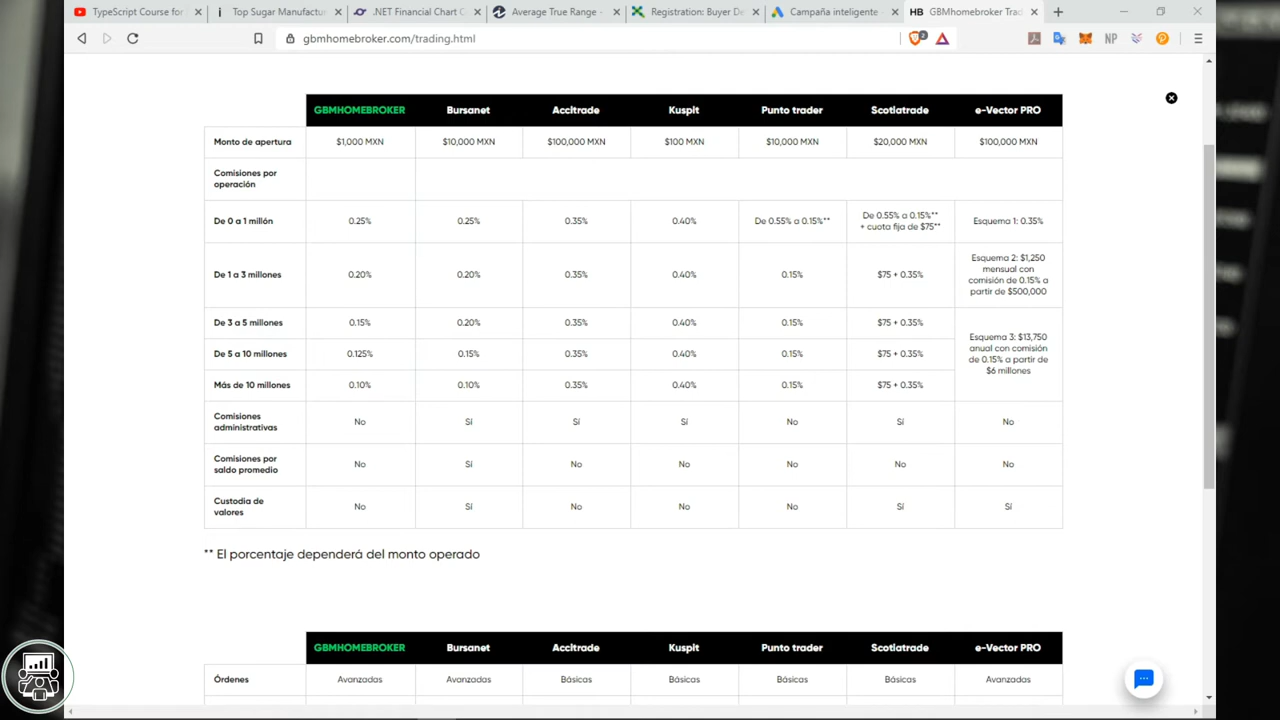 TypeScript Course for
Top Sugar Manufactur
.NET Financial Chart C
Average True Range -
Registration: Buyer De
Campaña inteligente
HB GBMhomebroker Trad
gbmhomebroker.com/trading.html
2
NP
GBMHOMEBROKER Bursanet Accitrade Kuspit Punto trader Scotiatrade e-Vector PRO
Monto de apertura $1,000 MXN $10,000 MXN $100,000 MXN $100 MXN $10,000 MXN $20,000 MXN $100,000 MXN
Comisiones por
operación
De 0 a 1 millón 0.25% 0.25% 0.35% 0.40% De 0.55% a 0.15%** De 0.55% a 0.15%** Esquema 1: 0.35%
+ cuota fija de $75**
De 1 a 3 millones 0.20% 0.20% 0.35% 0.40% 0.15% $75 + 0.35% Esquema 2: $1,250
mensual con
comisión de 0.15% a
partir de $500,000
De 3 a 5 millones 0.15% 0.20% 0.35% 0.40% 0.15% $75 + 0.35%
De 5 a 10 millones 0.125% 0.15% 0.35% 0.40% 0.15% $75 + 0.35%
Más de 10 millones 0.10% 0.10% 0.35% 0.40% 0.15% $75 + 0.35%
Esquema 3: $13,750
anual con comisión
de 0.15% a partir de
$6 millones
Comisiones
administrativas No Sí Sí Sí No Sí No
Comisiones por
saldo promedio No Sí No No No No No
Custodia de
valores No Sí No No No Sí Sí
** El porcentaje dependerá del monto operado
GBMHOMEBROKER Bursanet Accitrade Kuspit Punto trader Scotiatrade e-Vector PRO
Órdenes Avanzadas Avanzadas Básicas Básicas Básicas Básicas Avanzadas